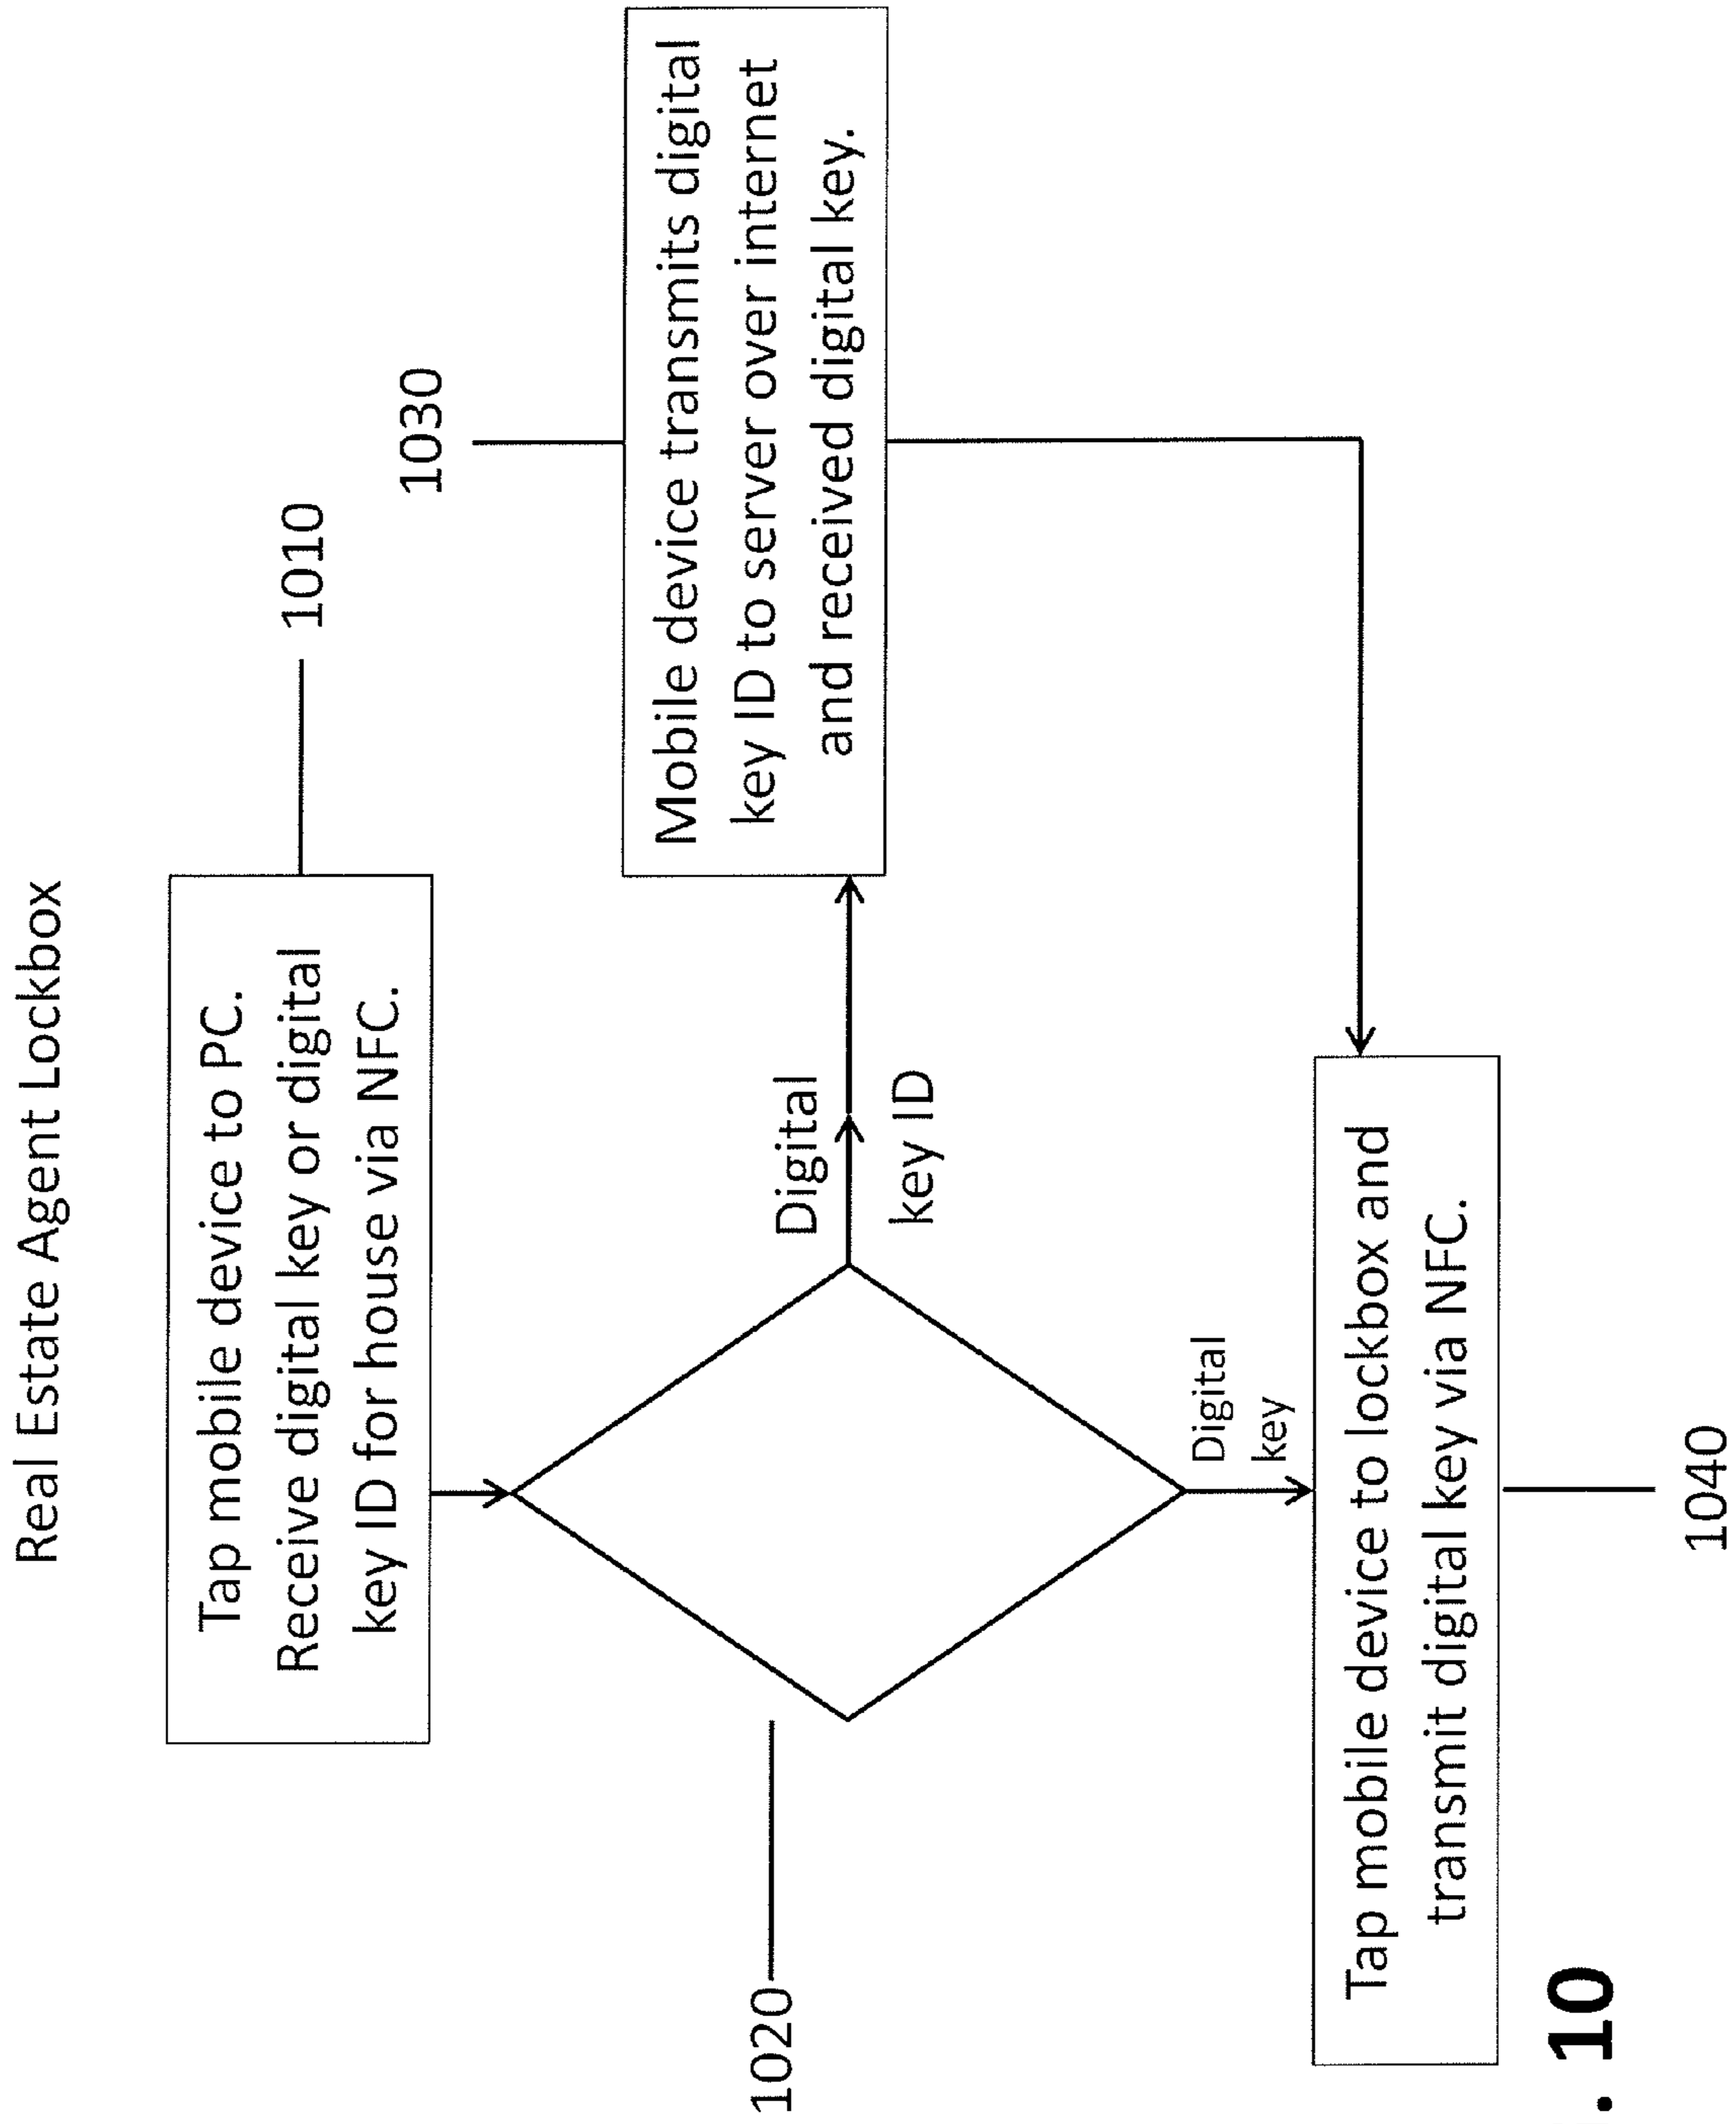 Real Estate Agent Lockbox
Tap mobile device to PC.
Receive digital key or digital
key ID for house via NFC.
1010
1020
Digital
key ID
1030
Mobile device transmits digital
key ID to server over internet
and received digital key.
Digital
key
Tap mobile device to lockbox and
transmit digital key via NFC.
1040
. 10